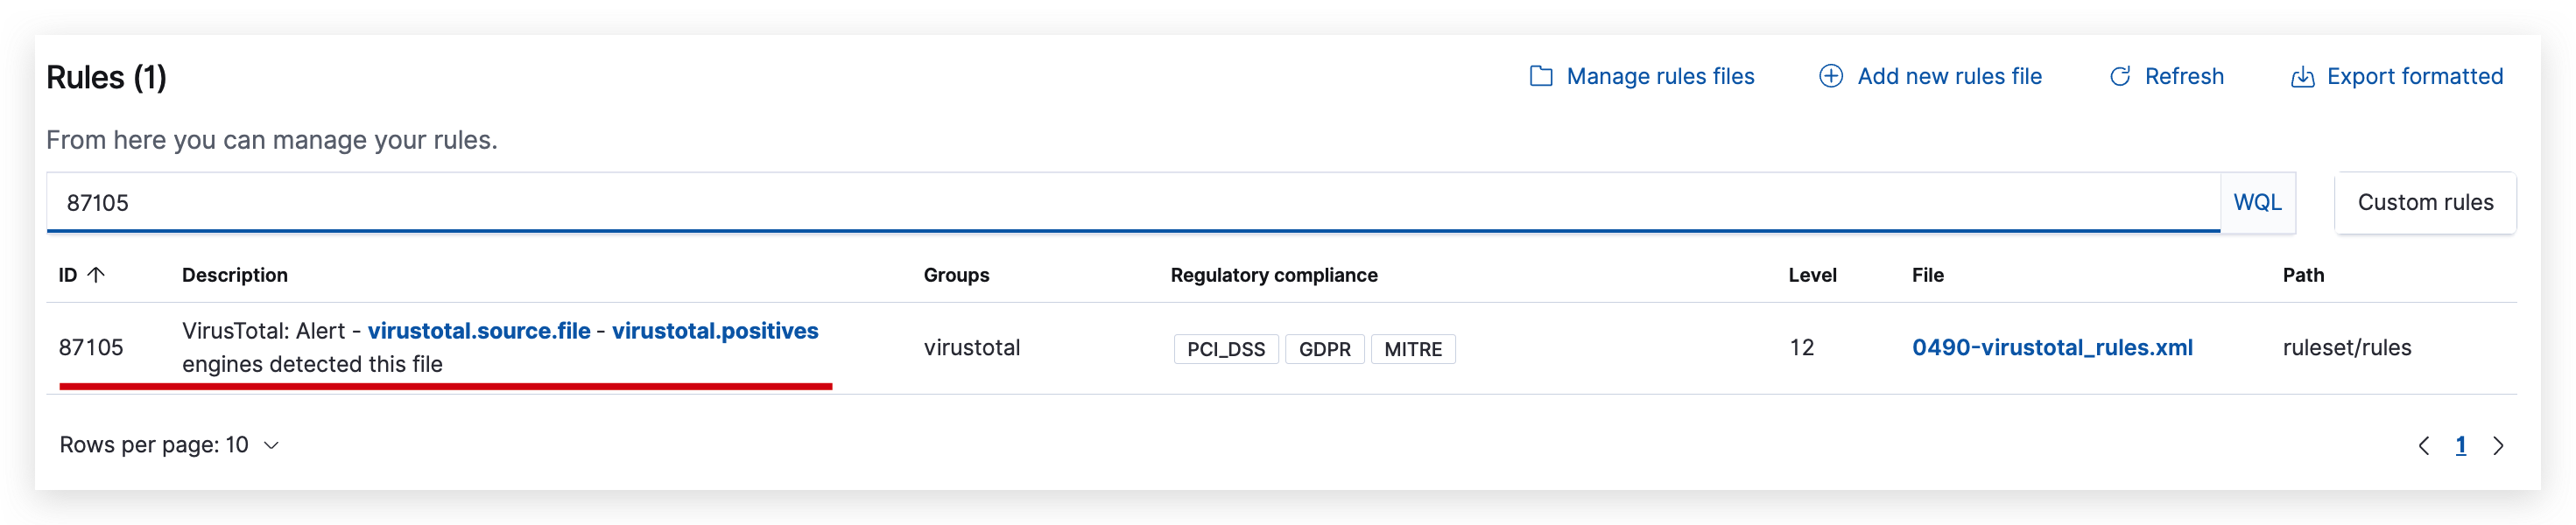 Rules (1)
Manage rules files
Add new rules file
Refresh
Export formatted
From here you can manage your rules.
87105
WQL
Custom rules
ID
Description
Groups
Regulatory compliance
Level
File
Path
87105
VirusTotal: Alert - virustotal.source.file - virustotal.positives
engines detected this file
virustotal
PCI_DSS
GDPR
MITRE
12
0490-virustotal_rules.xml
ruleset/rules
Rows per page: 10
1